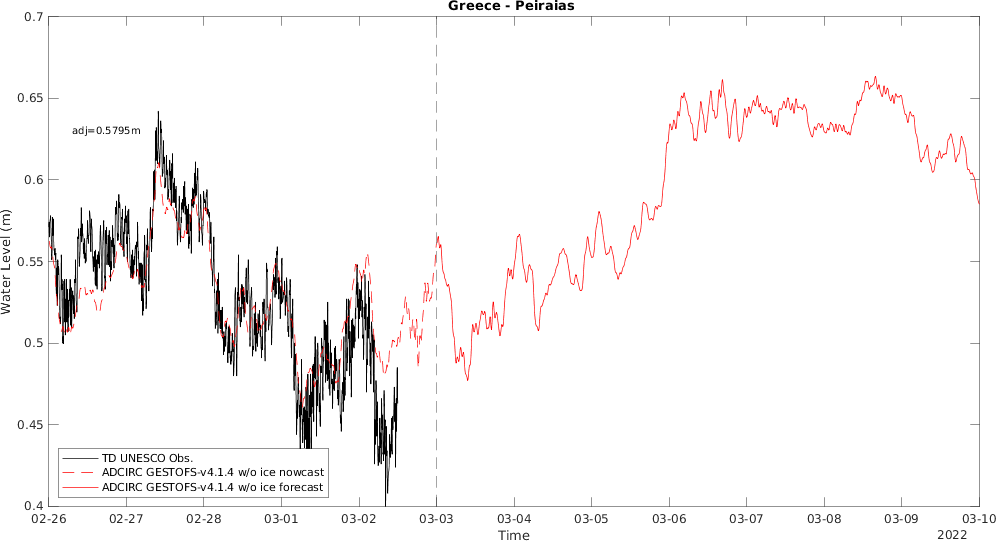 Greece - Peiraias
0.7
0.65
0.6
0.55
0.5
0.45
0.4
Water Level (m)
adj=0.5795m
TD UNESCO Obs.
ADCIRC GESTOFS-v4.1.4 w/o ice nowcast
ADCIRC GESTOFS-v4.1.4 w/o ice forecast
02-26 02-27 02-28 03-01 03-02 03-03 03-04 03-05 03-06 03-07 03-08 03-09 03-10
Time
2022